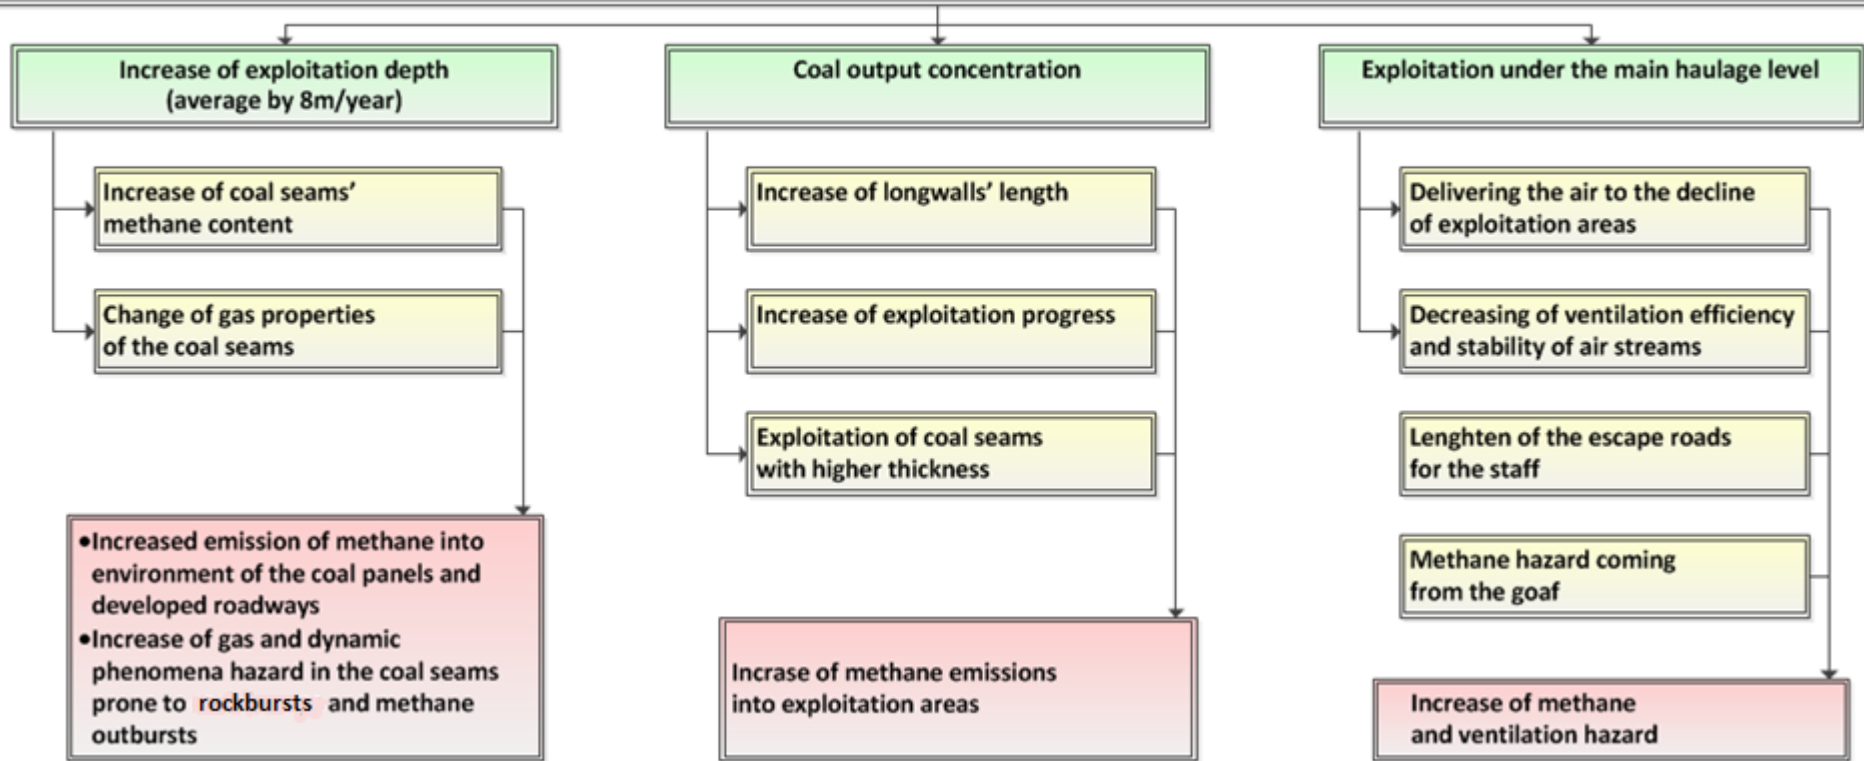 Increase of exploitation depth
(average by 8m/year)
Increase of coal seams'
methane content
Change of gas properties
of the coal seams
•Increased emission of methane into
environment of the coal panels and
developed roadways
•Increase of gas and dynamic
phenomena hazard in the coal seams
prone to rockbursts and methane
outbursts
Coal output concentration
Increase of longwalls' length
Increase of exploitation progress
Exploitation of coal seams
with higher thickness
Incrase of methane emissions
into exploitation areas
Exploitation under the main haulage level
Delivering the air to the decline
of exploitation areas
Decreasing of ventilation efficiency
and stability of air streams
Lenghten of the escape roads
for the staff
Methane hazard coming
from the goaf
Increase of methane
and ventilation hazard